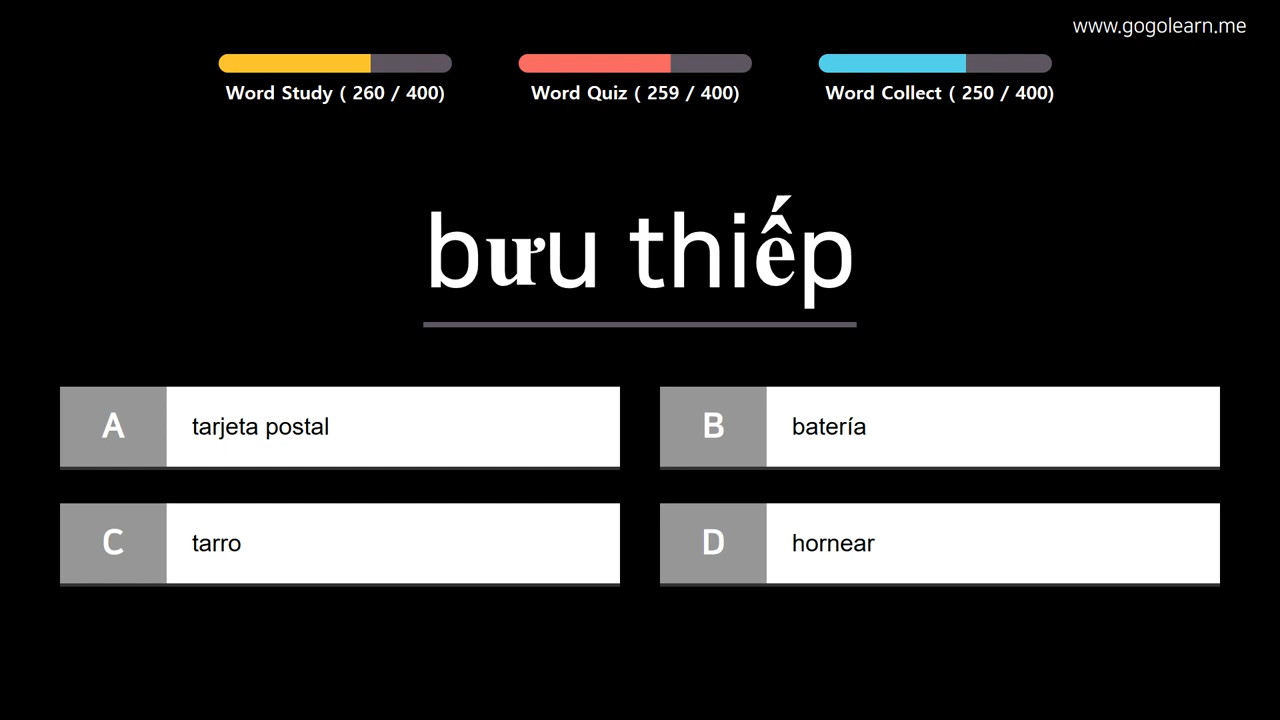 www.gogolearn.me
Word Study ( 260 / 400)
Word Quiz ( 259 / 400)
Word Collect ( 250 / 400)
bưu thiếp
A tarjeta postal
B batería
C tarro
D hornear